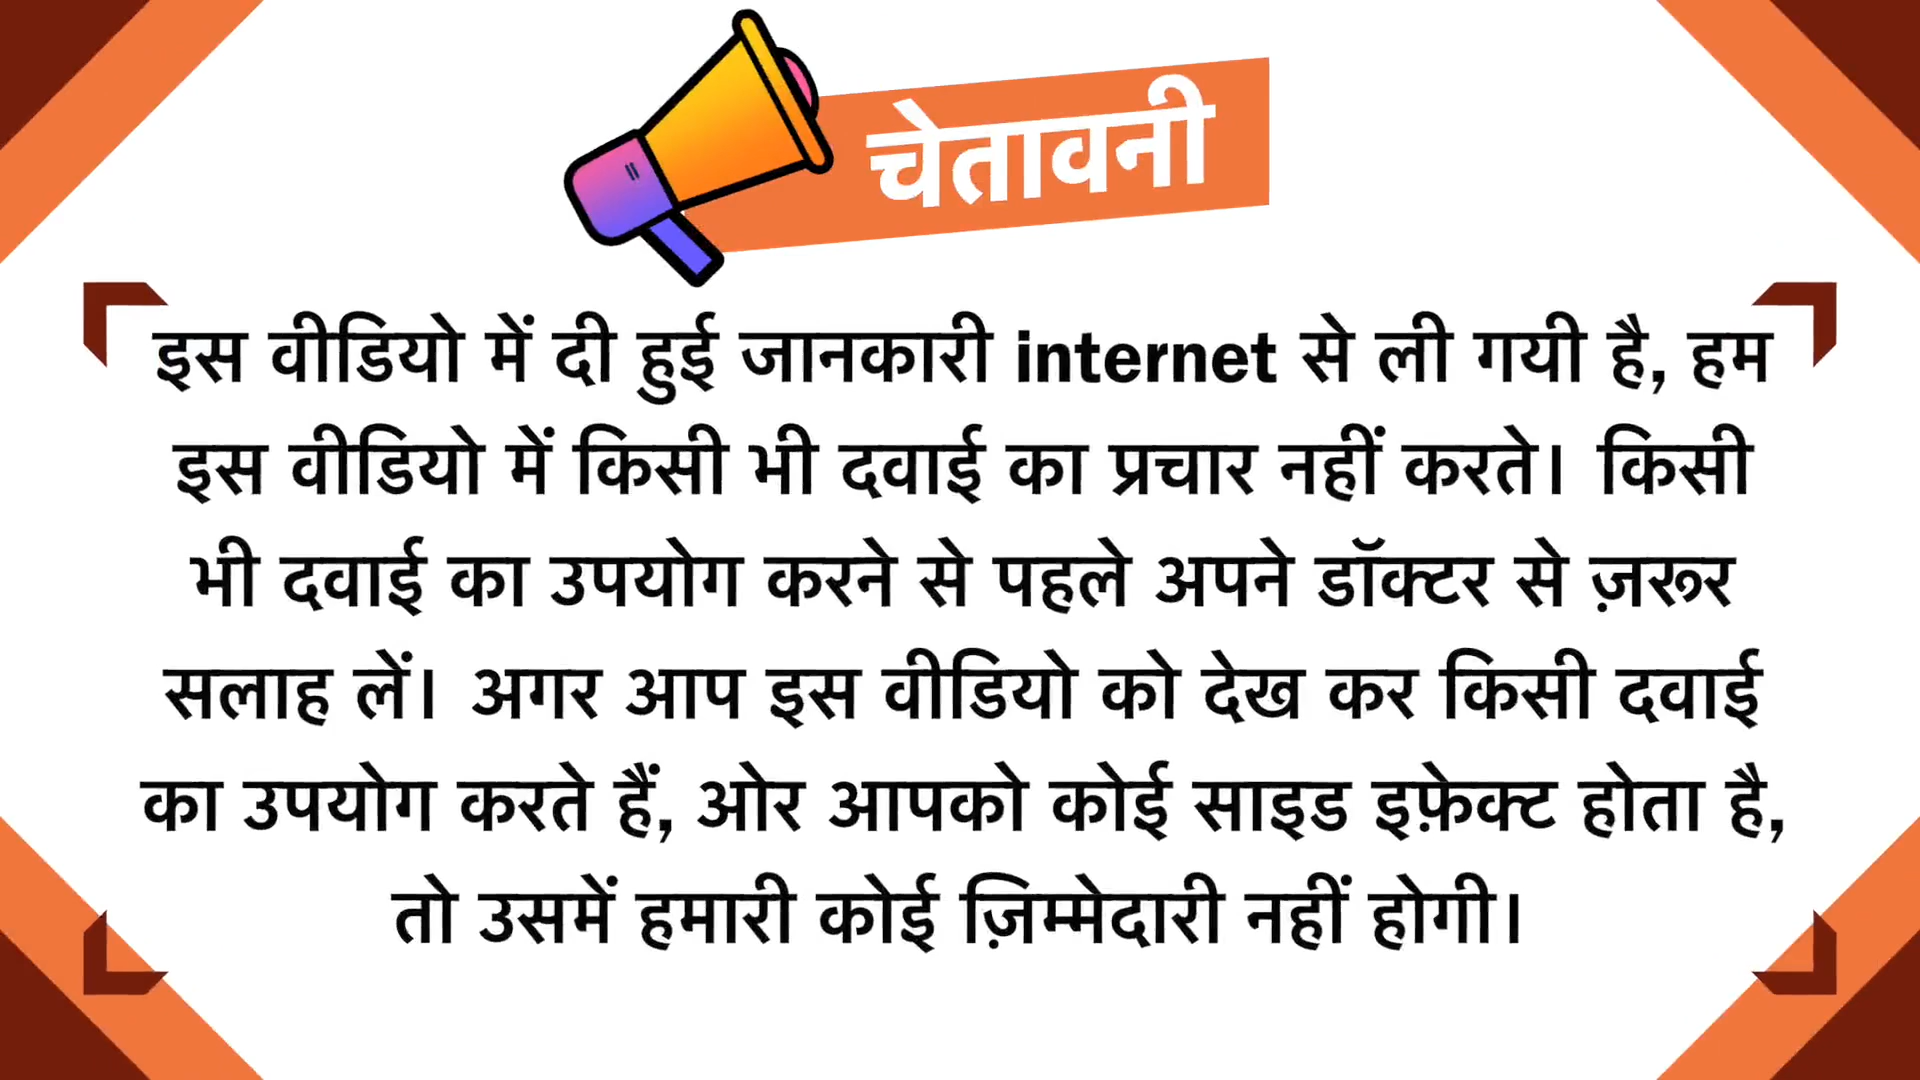 चेतावनी
इस वीडियो में दी हुई जानकारी internet से ली गयी है, हम
इस वीडियो में किसी भी दवाई का प्रचार नहीं करते। किसी
भी दवाई का उपयोग करने से पहले अपने डॉक्टर से ज़रूर
सलाह लें। अगर आप इस वीडियो को देख कर किसी दवाई
का उपयोग करते हैं, ओर आपको कोई साइड इफ़ेक्ट होता है,
तो उसमें हमारी कोई ज़िम्मेदारी नहीं होगी।